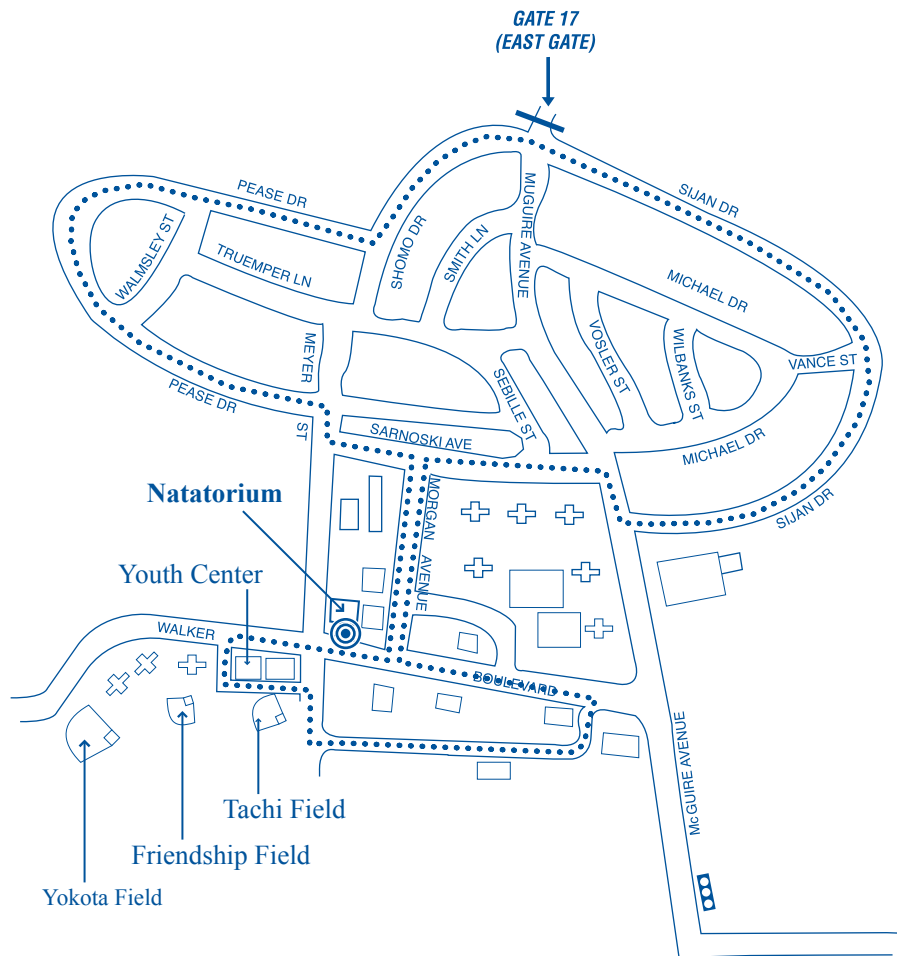 GATE 17
(EAST GATE)
PEASE DR
SIJAN DR
MUGUIRE AVENUE
WALMSLEY ST
SHOMO DR
SMITH LN
TRUEMPER LN
MICHAEL DR
MEYER
VOSLER ST
WILBANKS ST
VANCE ST
PEASE DR
SEBILLE ST
ST
SARNOSKI AVE
MICHAEL DR
Natatorium
MORGAN AVENUE
SIJAN DR
Youth Center
WALKER
BOULEVARD
McGUIRE AVENUE
Tachi Field
Friendship Field
Yokota Field